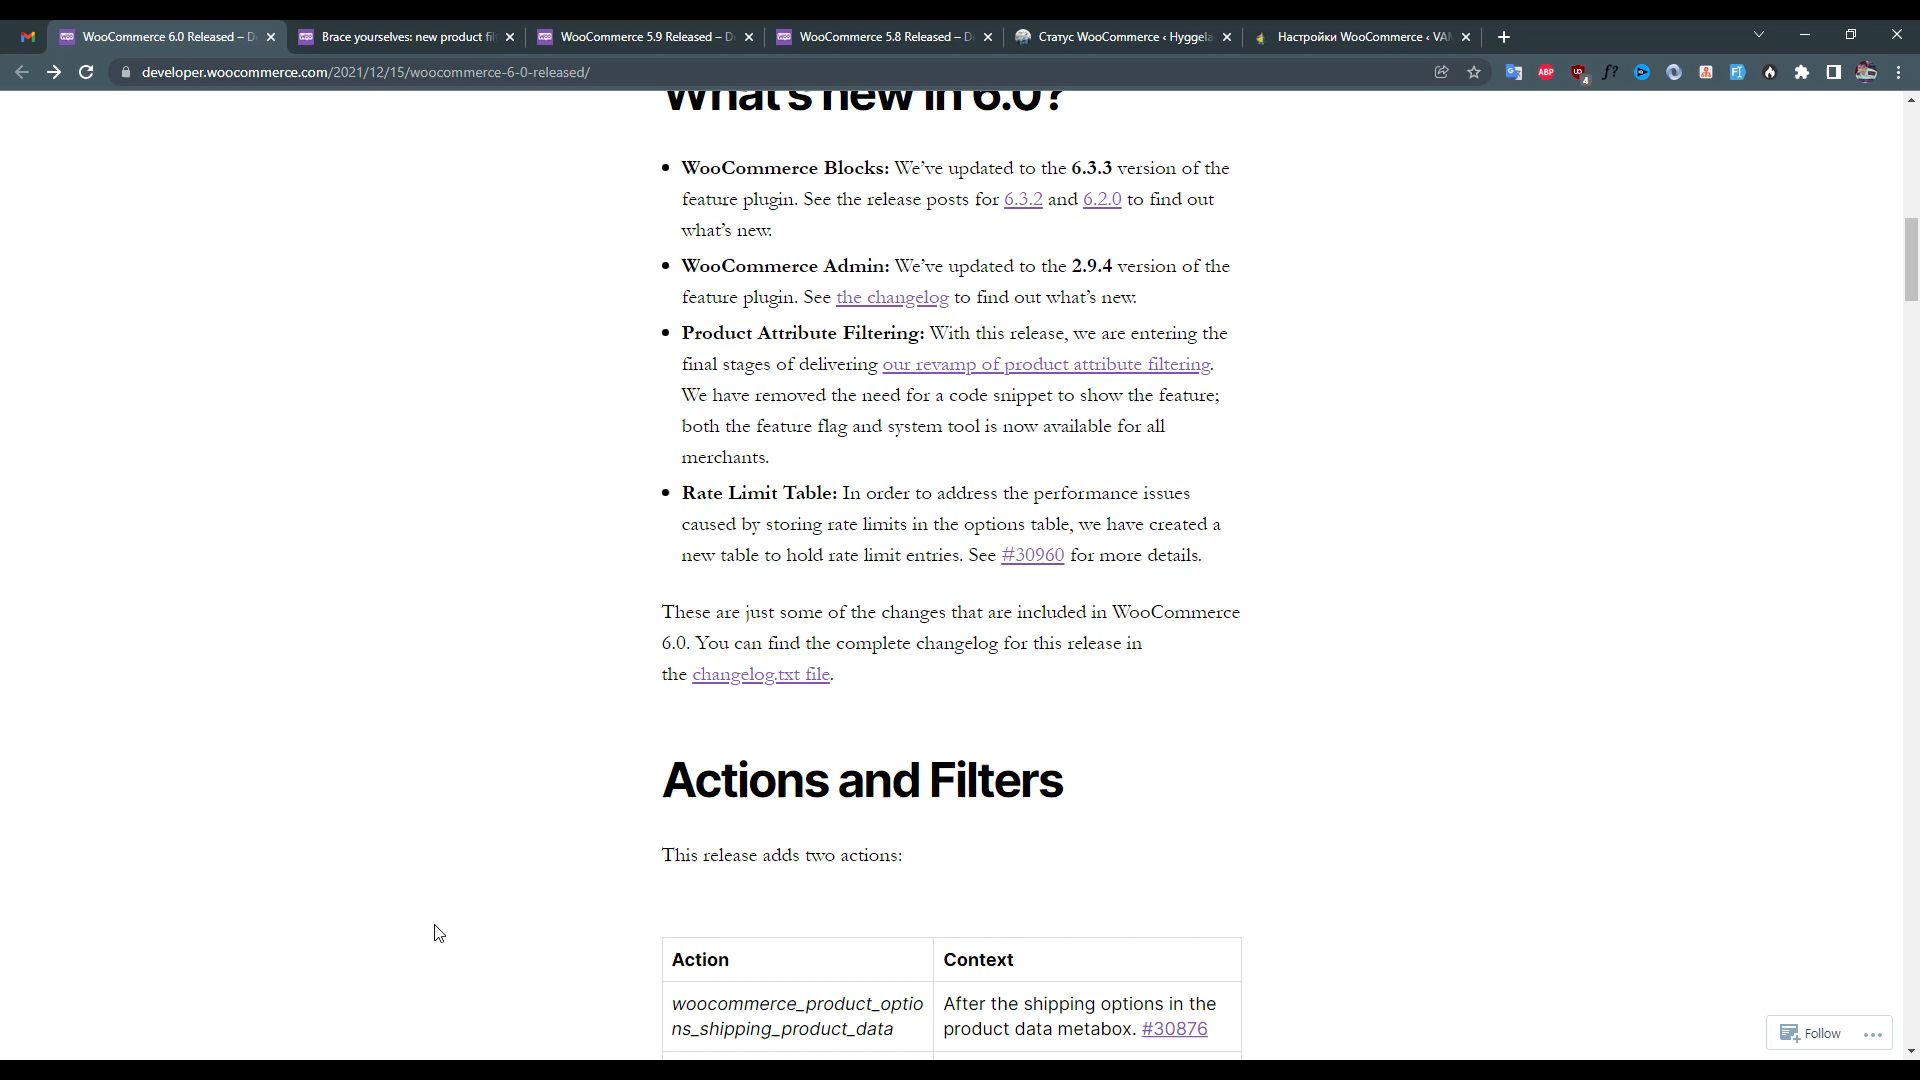 WooCommerce 6.0 Released – D
Brace yourselves: new product fil
WooCommerce 5.9 Released – D
WooCommerce 5.8 Released – D
Статус WooCommerce ‹ Hyggela
Настройки WooCommerce ‹ VAM
developer.woocommerce.com/2021/12/15/woocommerce-6-0-released/
ABP
4
f?
What's new in 6.0?
• WooCommerce Blocks: We’ve updated to the 6.3.3 version of the
feature plugin. See the release posts for 6.3.2 and 6.2.0 to find out
what’s new.
• WooCommerce Admin: We’ve updated to the 2.9.4 version of the
feature plugin. See the changelog to find out what’s new.
• Product Attribute Filtering: With this release, we are entering the
final stages of delivering our revamp of product attribute filtering.
We have removed the need for a code snippet to show the feature;
both the feature flag and system tool is now available for all
merchants.
• Rate Limit Table: In order to address the performance issues
caused by storing rate limits in the options table, we have created a
new table to hold rate limit entries. See #30960 for more details.
These are just some of the changes that are included in WooCommerce
6.0. You can find the complete changelog for this release in
the changelog.txt file.
Actions and Filters
This release adds two actions:
Action Context
woocommerce_product_optio After the shipping options in the
ns_shipping_product_data product data metabox. #30876
Follow